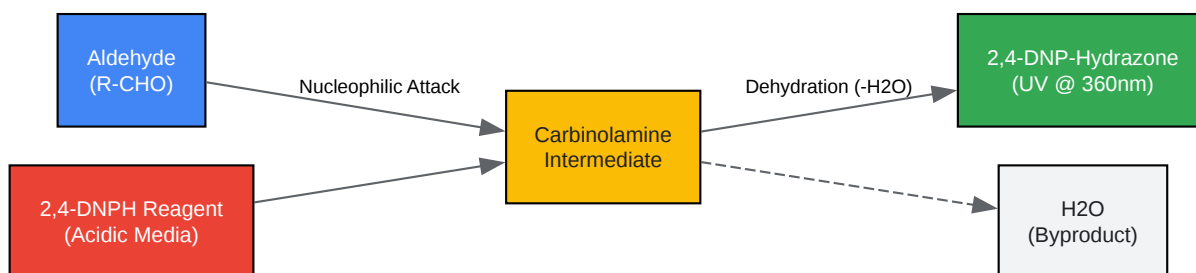 Aldehyde
(R-CHO)
Nucleophilic Attack
2,4-DNPH Reagent
(Acidic Media)
Carbinolamine
Intermediate
Dehydration (-H2O)
2,4-DNP-Hydrazone
(UV @ 360nm)
H2O
(Byproduct)